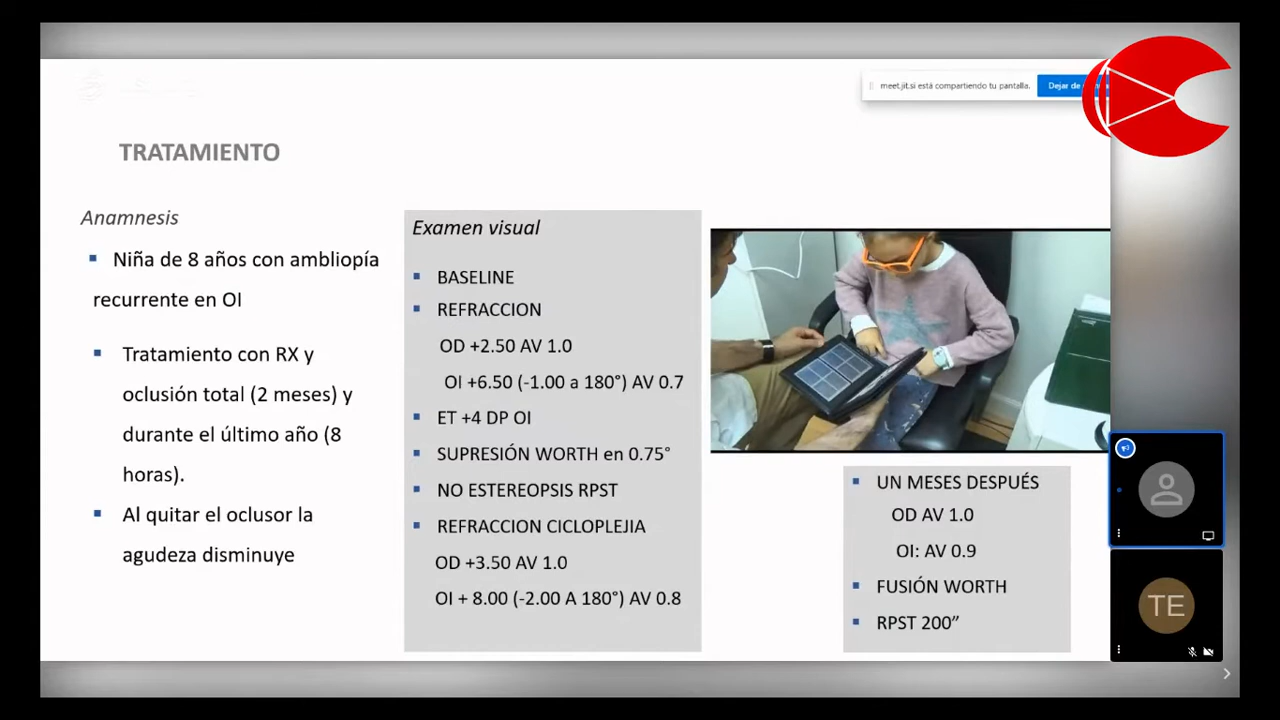 meet.jit.si está compartiendo tu pantalla.
Dejar de
TRATAMIENTO
Anamnesis
▪ Niña de 8 años con ambliopía
recurrente en OI
▪ Tratamiento con RX y
oclusión total (2 meses) y
durante el último año (8
horas).
▪ Al quitar el oclusor la
agudeza disminuye
Examen visual
▪ BASELINE
▪ REFRACCION
OD +2.50 AV 1.0
OI +6.50 (-1.00 a 180°) AV 0.7
▪ ET +4 DP OI
▪ SUPRESIÓN WORTH en 0.75°
▪ NO ESTEREOPSIS RPST
▪ REFRACCION CICLOPLEJIA
OD +3.50 AV 1.0
OI + 8.00 (-2.00 A 180°) AV 0.8
▪ UN MESES DESPUÉS
OD AV 1.0
OI: AV 0.9
▪ FUSIÓN WORTH
▪ RPST 200”
TE